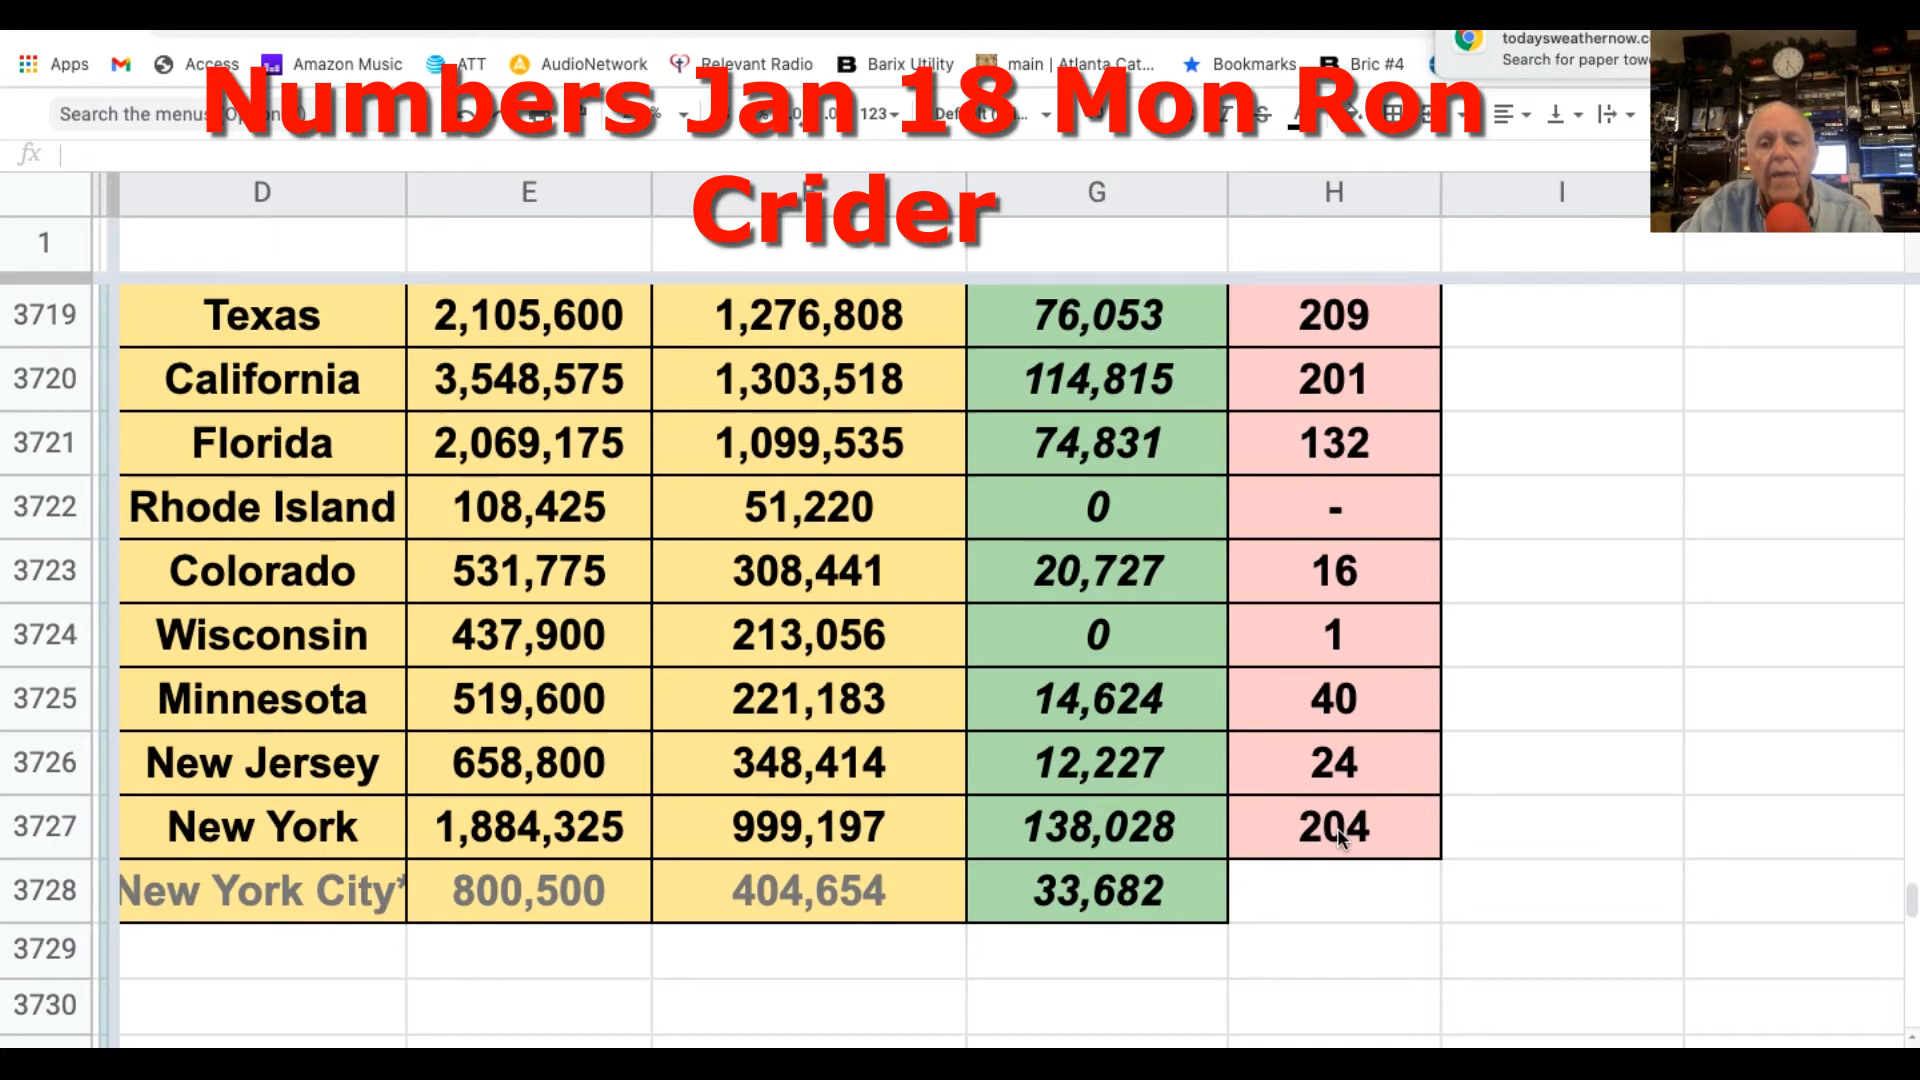 todaysweathernow.c
Search for paper tow
Apps Access Amazon Music ATT AudioNetwork Relevant Radio Barix Utility main | Atlanta Cat... Bookmarks Bric #4
Numbers Jan 18 Mon Ron
Crider
Search the menus 123
fx
D E G H I
1
3719 Texas 2,105,600 1,276,808 76,053 209
3720 California 3,548,575 1,303,518 114,815 201
3721 Florida 2,069,175 1,099,535 74,831 132
3722 Rhode Island 108,425 51,220 0 -
3723 Colorado 531,775 308,441 20,727 16
3724 Wisconsin 437,900 213,056 0 1
3725 Minnesota 519,600 221,183 14,624 40
3726 New Jersey 658,800 348,414 12,227 24
3727 New York 1,884,325 999,197 138,028 204
3728 New York City* 800,500 404,654 33,682
3729
3730